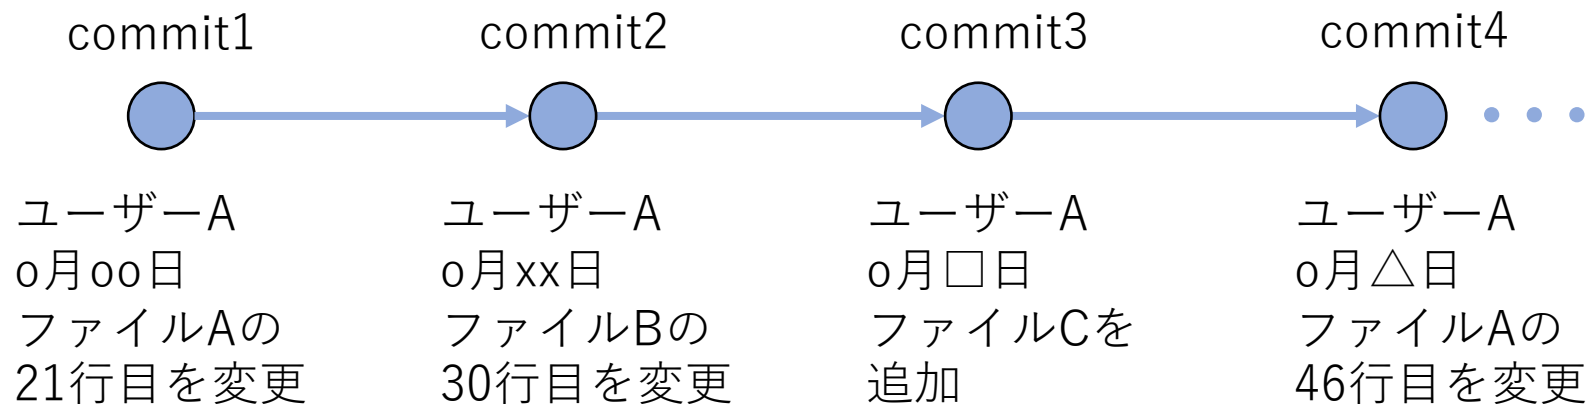 commit1
commit2
commit3
commit4
ユーザーA
o月oo日
ファイルAの
21行目を変更
ユーザーA
o月xx日
ファイルBの
30行目を変更
ユーザーA
o月□日
ファイルCを
追加
ユーザーA
o月△日
ファイルAの
46行目を変更